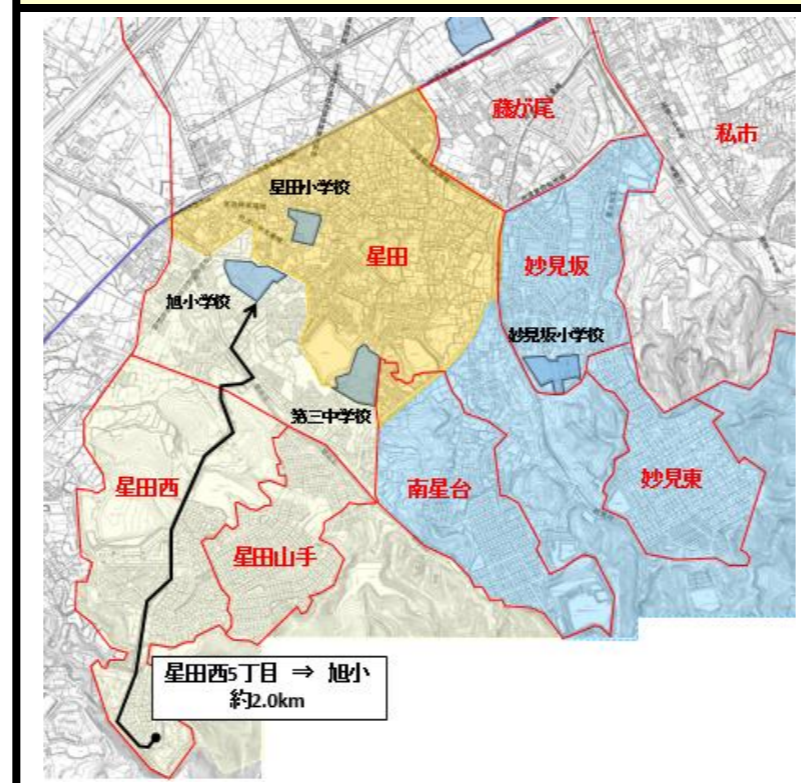 藤が尾
私市
星田小学校
星田
妙見坂
旭小学校
妙見坂小学校
第三中学校
星田西
南星台
妙見東
星田山手
星田西5丁目 ⇒ 旭小
約2.0km